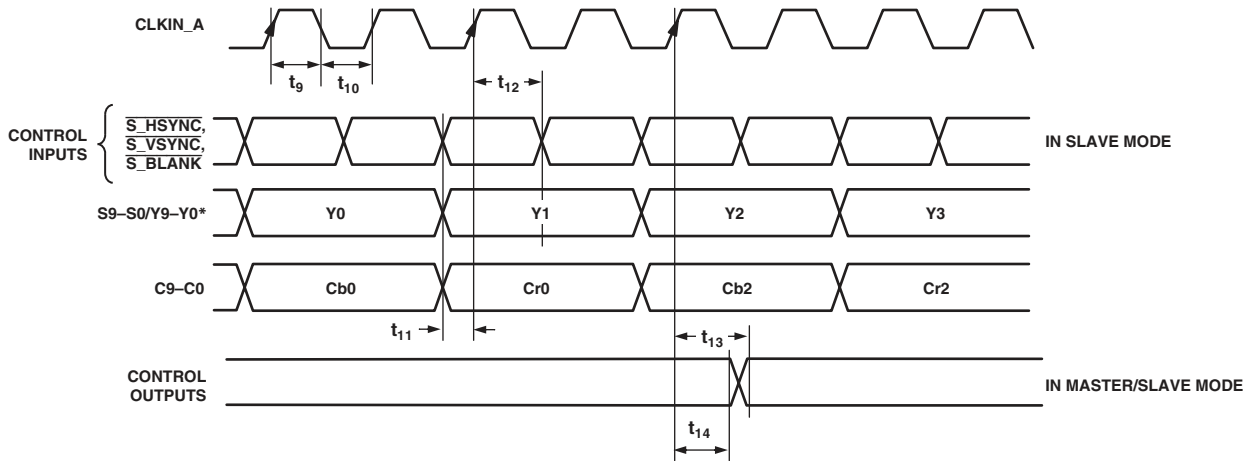 CLKIN_A
t9
t10
t12
CONTROL INPUTS
S_HSYNC,
S_VSYNC,
S_BLANK
IN SLAVE MODE
S9–S0/Y9–Y0*
Y0
Y1
Y2
Y3
C9–C0
Cb0
Cr0
Cb2
Cr2
t11
t13
CONTROL OUTPUTS
IN MASTER/SLAVE MODE
t14